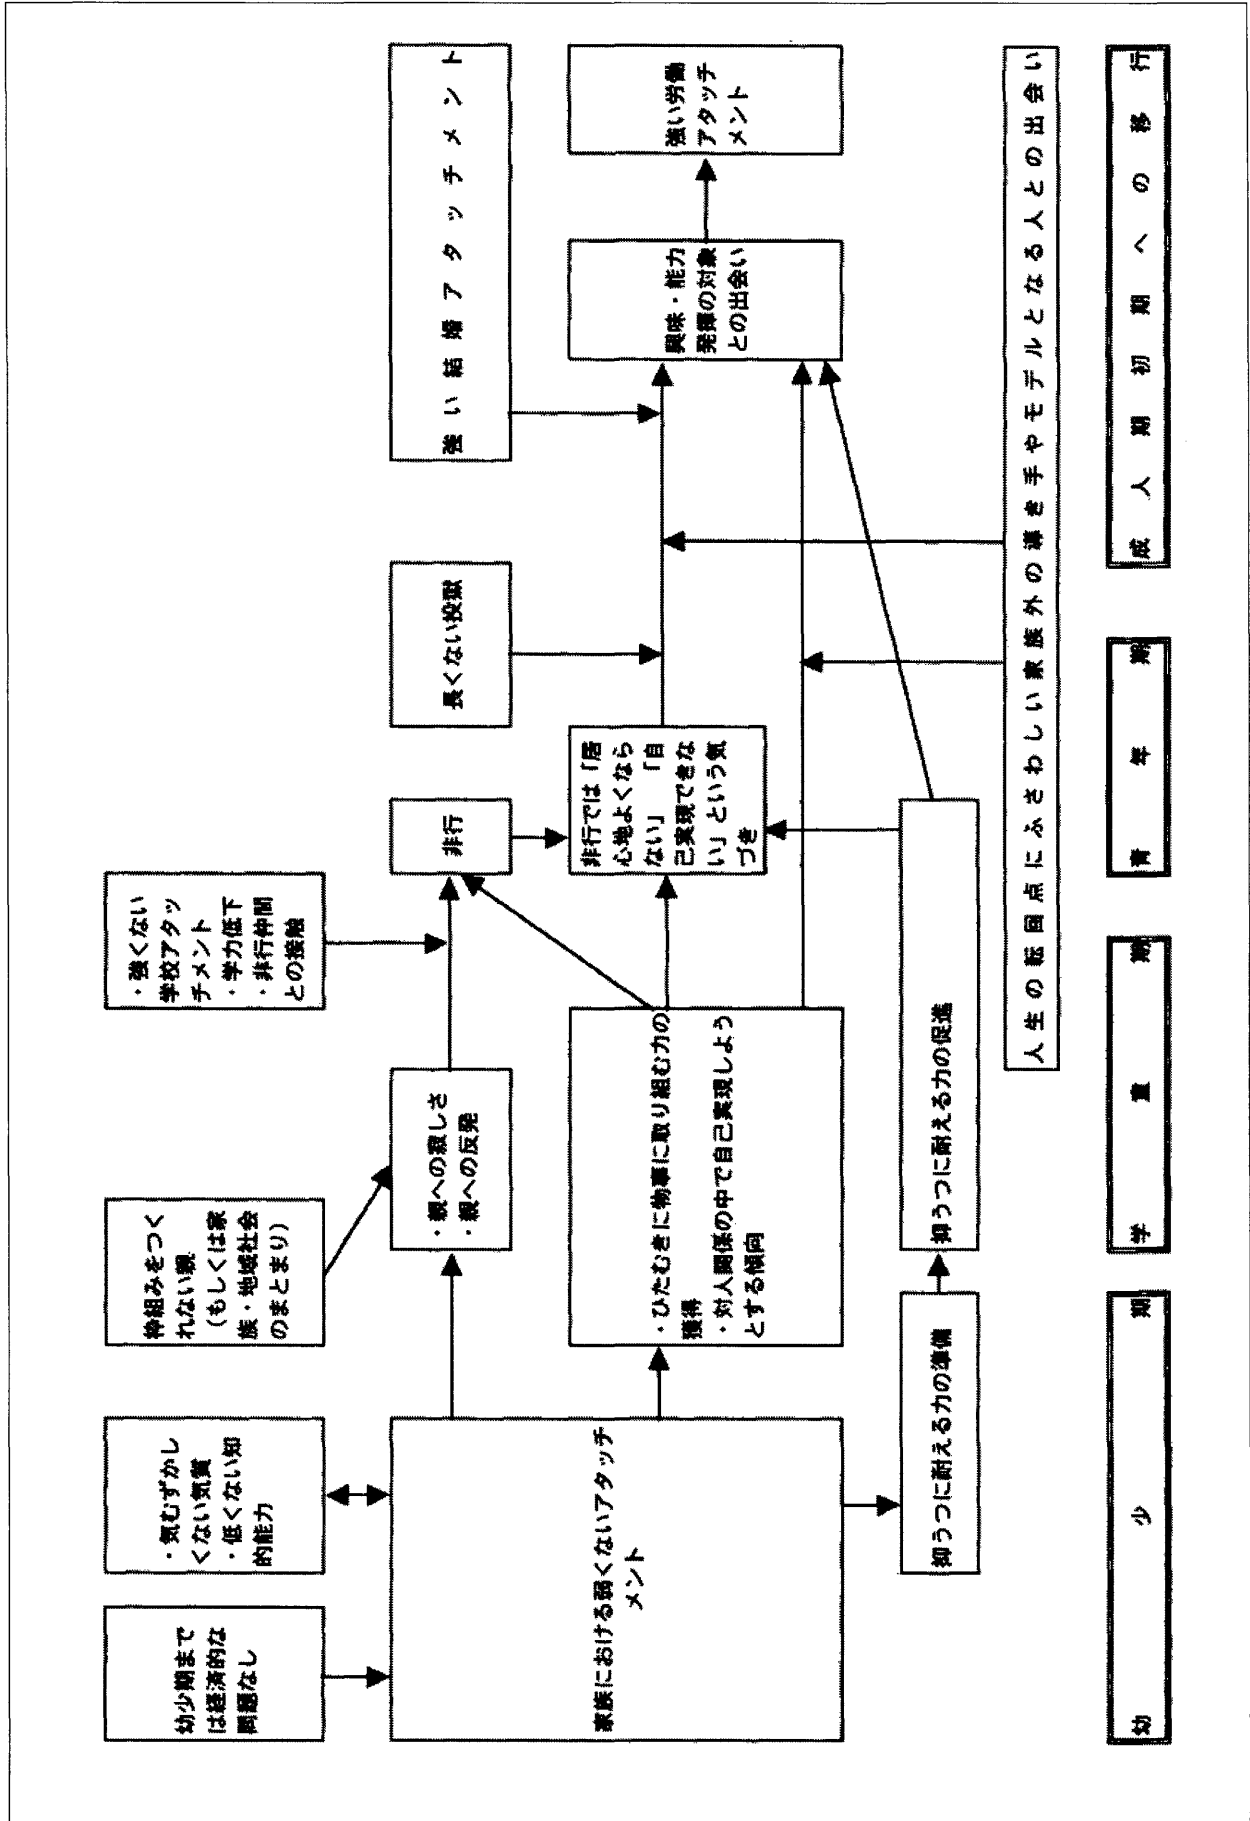 幼少期まで
は経済的な
問題なし
・気むずかし
くない気質
・低くない知
的能力
枠組みをつく
れない親
(もしくは家
族・地域社会
のまとまり)
・強くない
学校アタッ
チメント
・学力低下
・非行仲間
との接触
家族における弱くないアタッチ
メント
・親への寂しさ
・親への反発
非行
長くない投獄
強い結婚アタッチメント
・ひたむきに物事に取り組む力の
獲得
・対人関係の中で自己実現しよう
とする傾向
非行では「居
心地よくなら
ない」「自
己実現できな
い」という気
づき
興味・能力
発揮の対象
との出会い
強い労働
アタッチ
メント
抑うつに耐える力の準備
抑うつに耐える力の促進
人生の転回点にふさわしい家族外の導き手やモデルとなる人との出会い
幼少期
学童期
青年期
成人期初期への移行